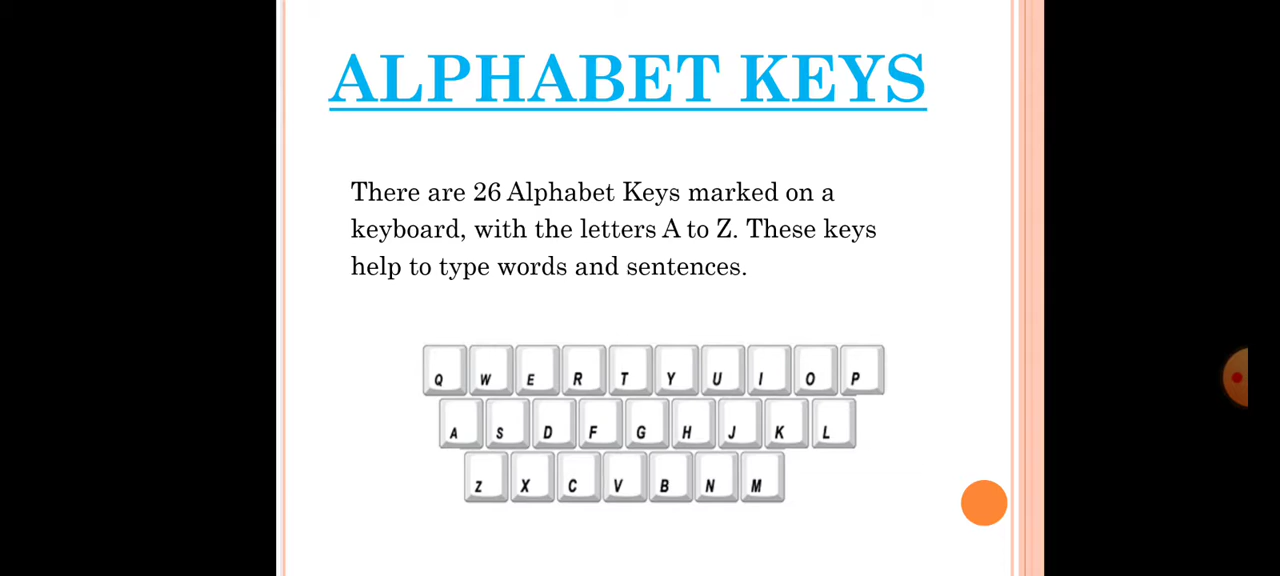 ALPHABET KEYS
There are 26 Alphabet Keys marked on a
keyboard, with the letters A to Z. These keys
help to type words and sentences.
Q W E R T Y U I O P
A S D F G H J K L
Z X C V B N M